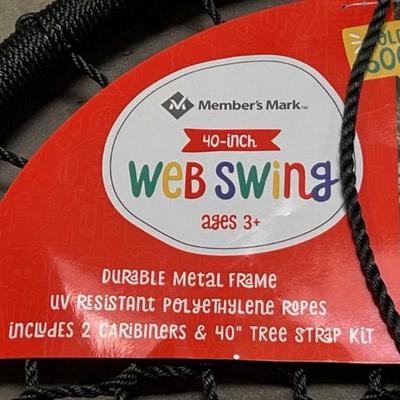 Member's Mark™
40-inch
web swing
ages 3+
Durable Metal Frame
UV Resistant Polyethylene Ropes
Includes 2 Caribiners & 40" Tree Strap Kit